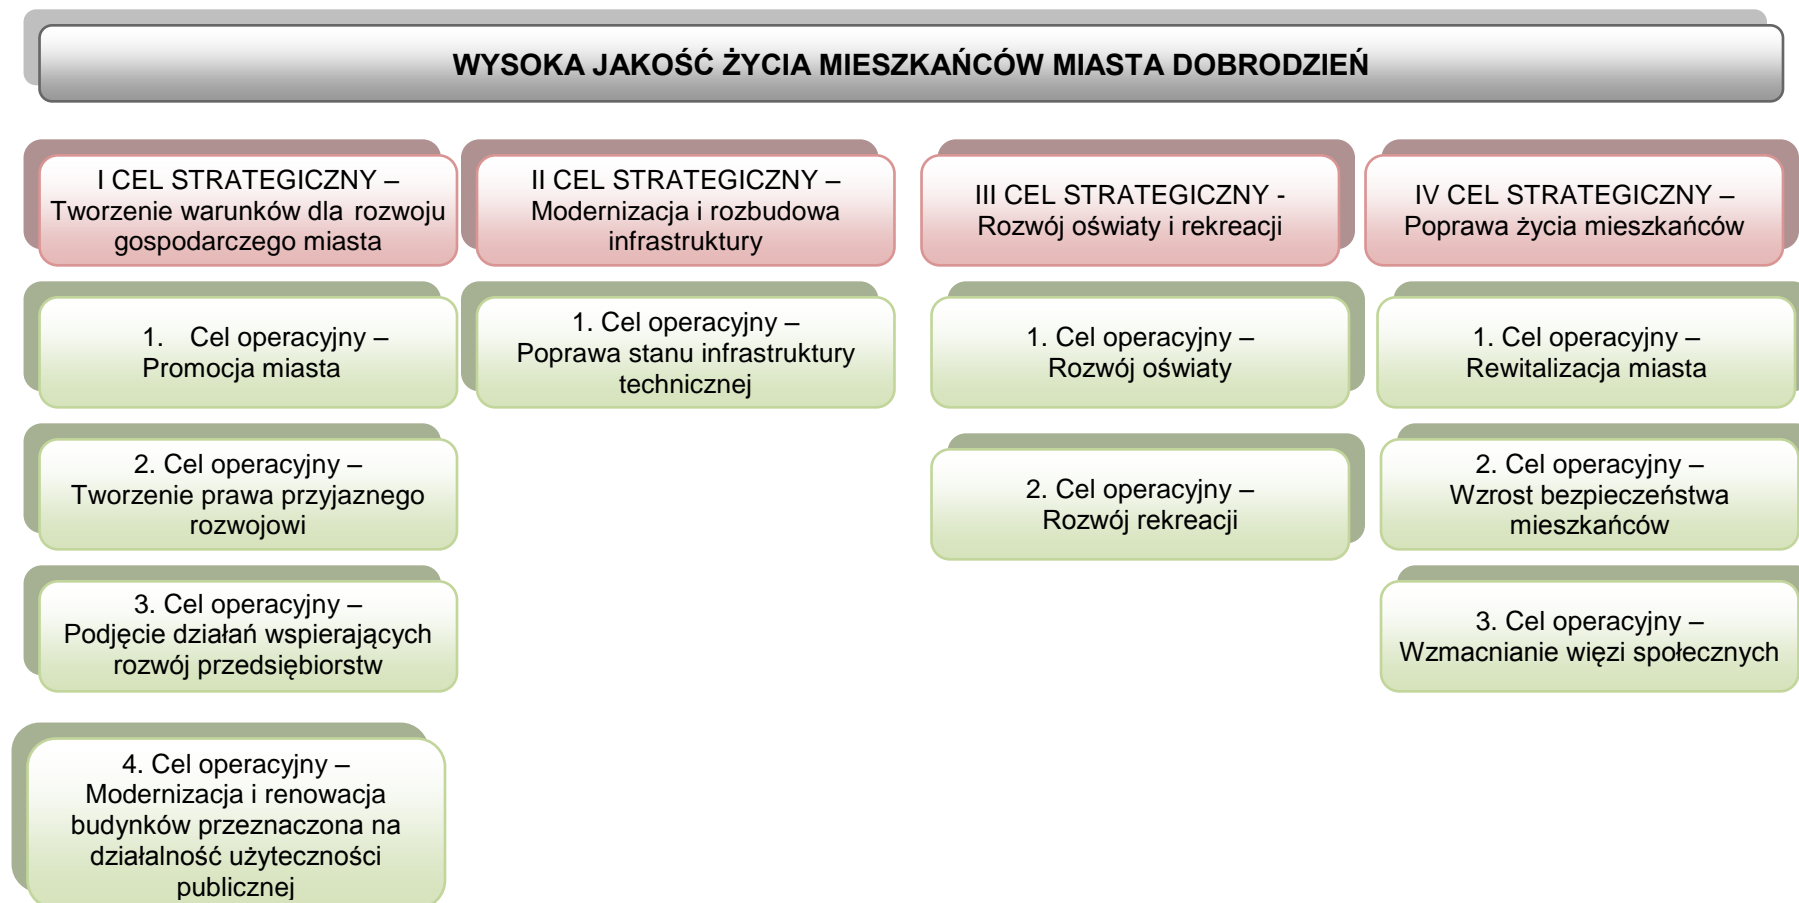 WYSOKA JAKOŚĆ ŻYCIA MIESZKAŃCÓW MIASTA DOBRODZIEŃ
I CEL STRATEGICZNY –
Tworzenie warunków dla rozwoju
gospodarczego miasta
1. Cel operacyjny –
Promocja miasta
2. Cel operacyjny –
Tworzenie prawa przyjaznego
rozwojowi
3. Cel operacyjny –
Podjęcie działań wspierających
rozwój przedsiębiorstw
4. Cel operacyjny –
Modernizacja i renowacja
budynków przeznaczona na
działalność użyteczności
publicznej
II CEL STRATEGICZNY –
Modernizacja i rozbudowa
infrastruktury
1. Cel operacyjny –
Poprawa stanu infrastruktury
technicznej
III CEL STRATEGICZNY -
Rozwój oświaty i rekreacji
1. Cel operacyjny –
Rozwój oświaty
2. Cel operacyjny –
Rozwój rekreacji
IV CEL STRATEGICZNY –
Poprawa życia mieszkańców
1. Cel operacyjny –
Rewitalizacja miasta
2. Cel operacyjny –
Wzrost bezpieczeństwa
mieszkańców
3. Cel operacyjny –
Wzmacnianie więzi społecznych